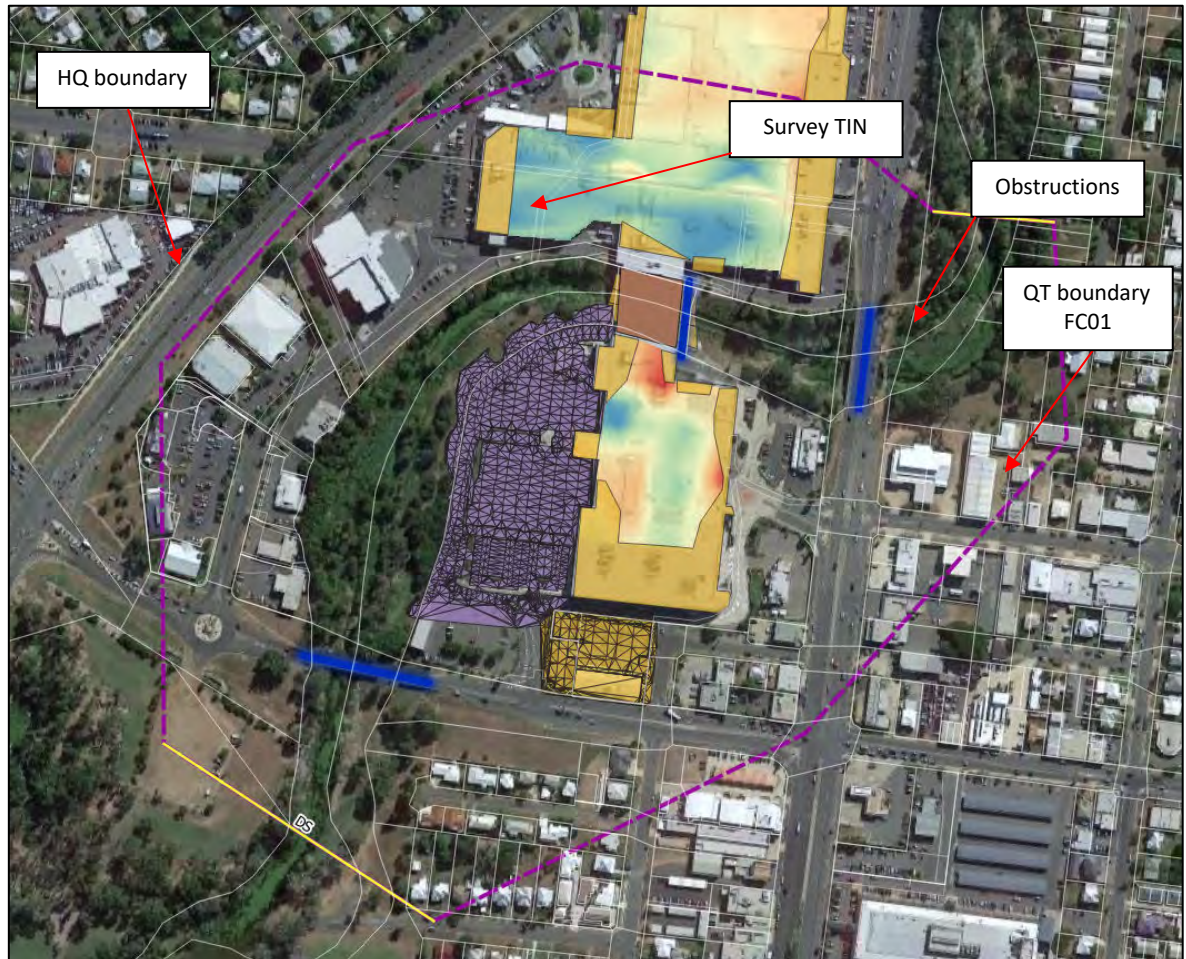 HQ boundary
Survey TIN
Obstructions
QT boundary
FC01
DS